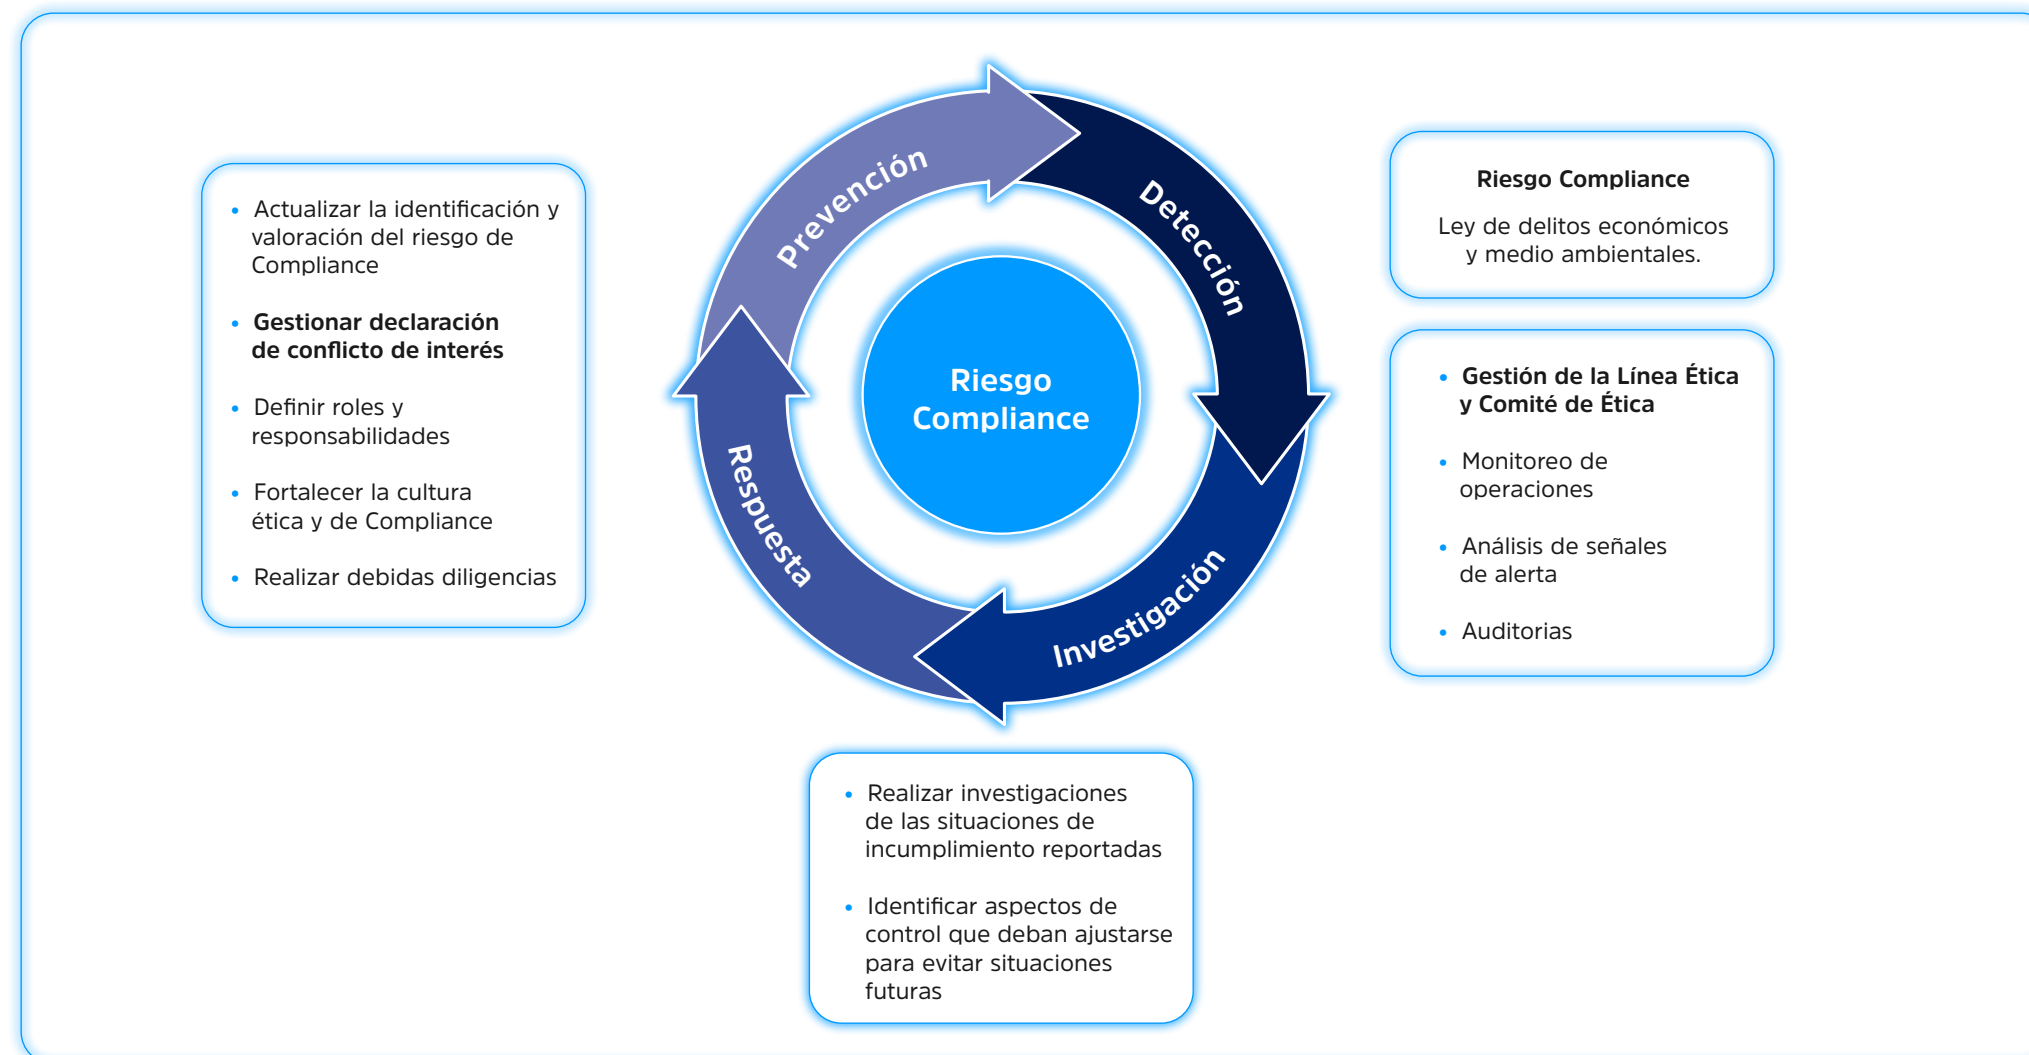 • Actualizar la identificación y
valoración del riesgo de
Compliance
• Gestionar declaración
de conflicto de interés
• Definir roles y
responsabilidades
• Fortalecer la cultura
ética y de Compliance
• Realizar debidas diligencias
Prevención
Detección
Investigación
Respuesta
Riesgo
Compliance
Riesgo Compliance
Ley de delitos económicos
y medio ambientales.
• Gestión de la Línea Ética
y Comité de Ética
• Monitoreo de
operaciones
• Análisis de señales
de alerta
• Auditorias
• Realizar investigaciones
de las situaciones de
incumplimiento reportadas
• Identificar aspectos de
control que deban ajustarse
para evitar situaciones
futuras